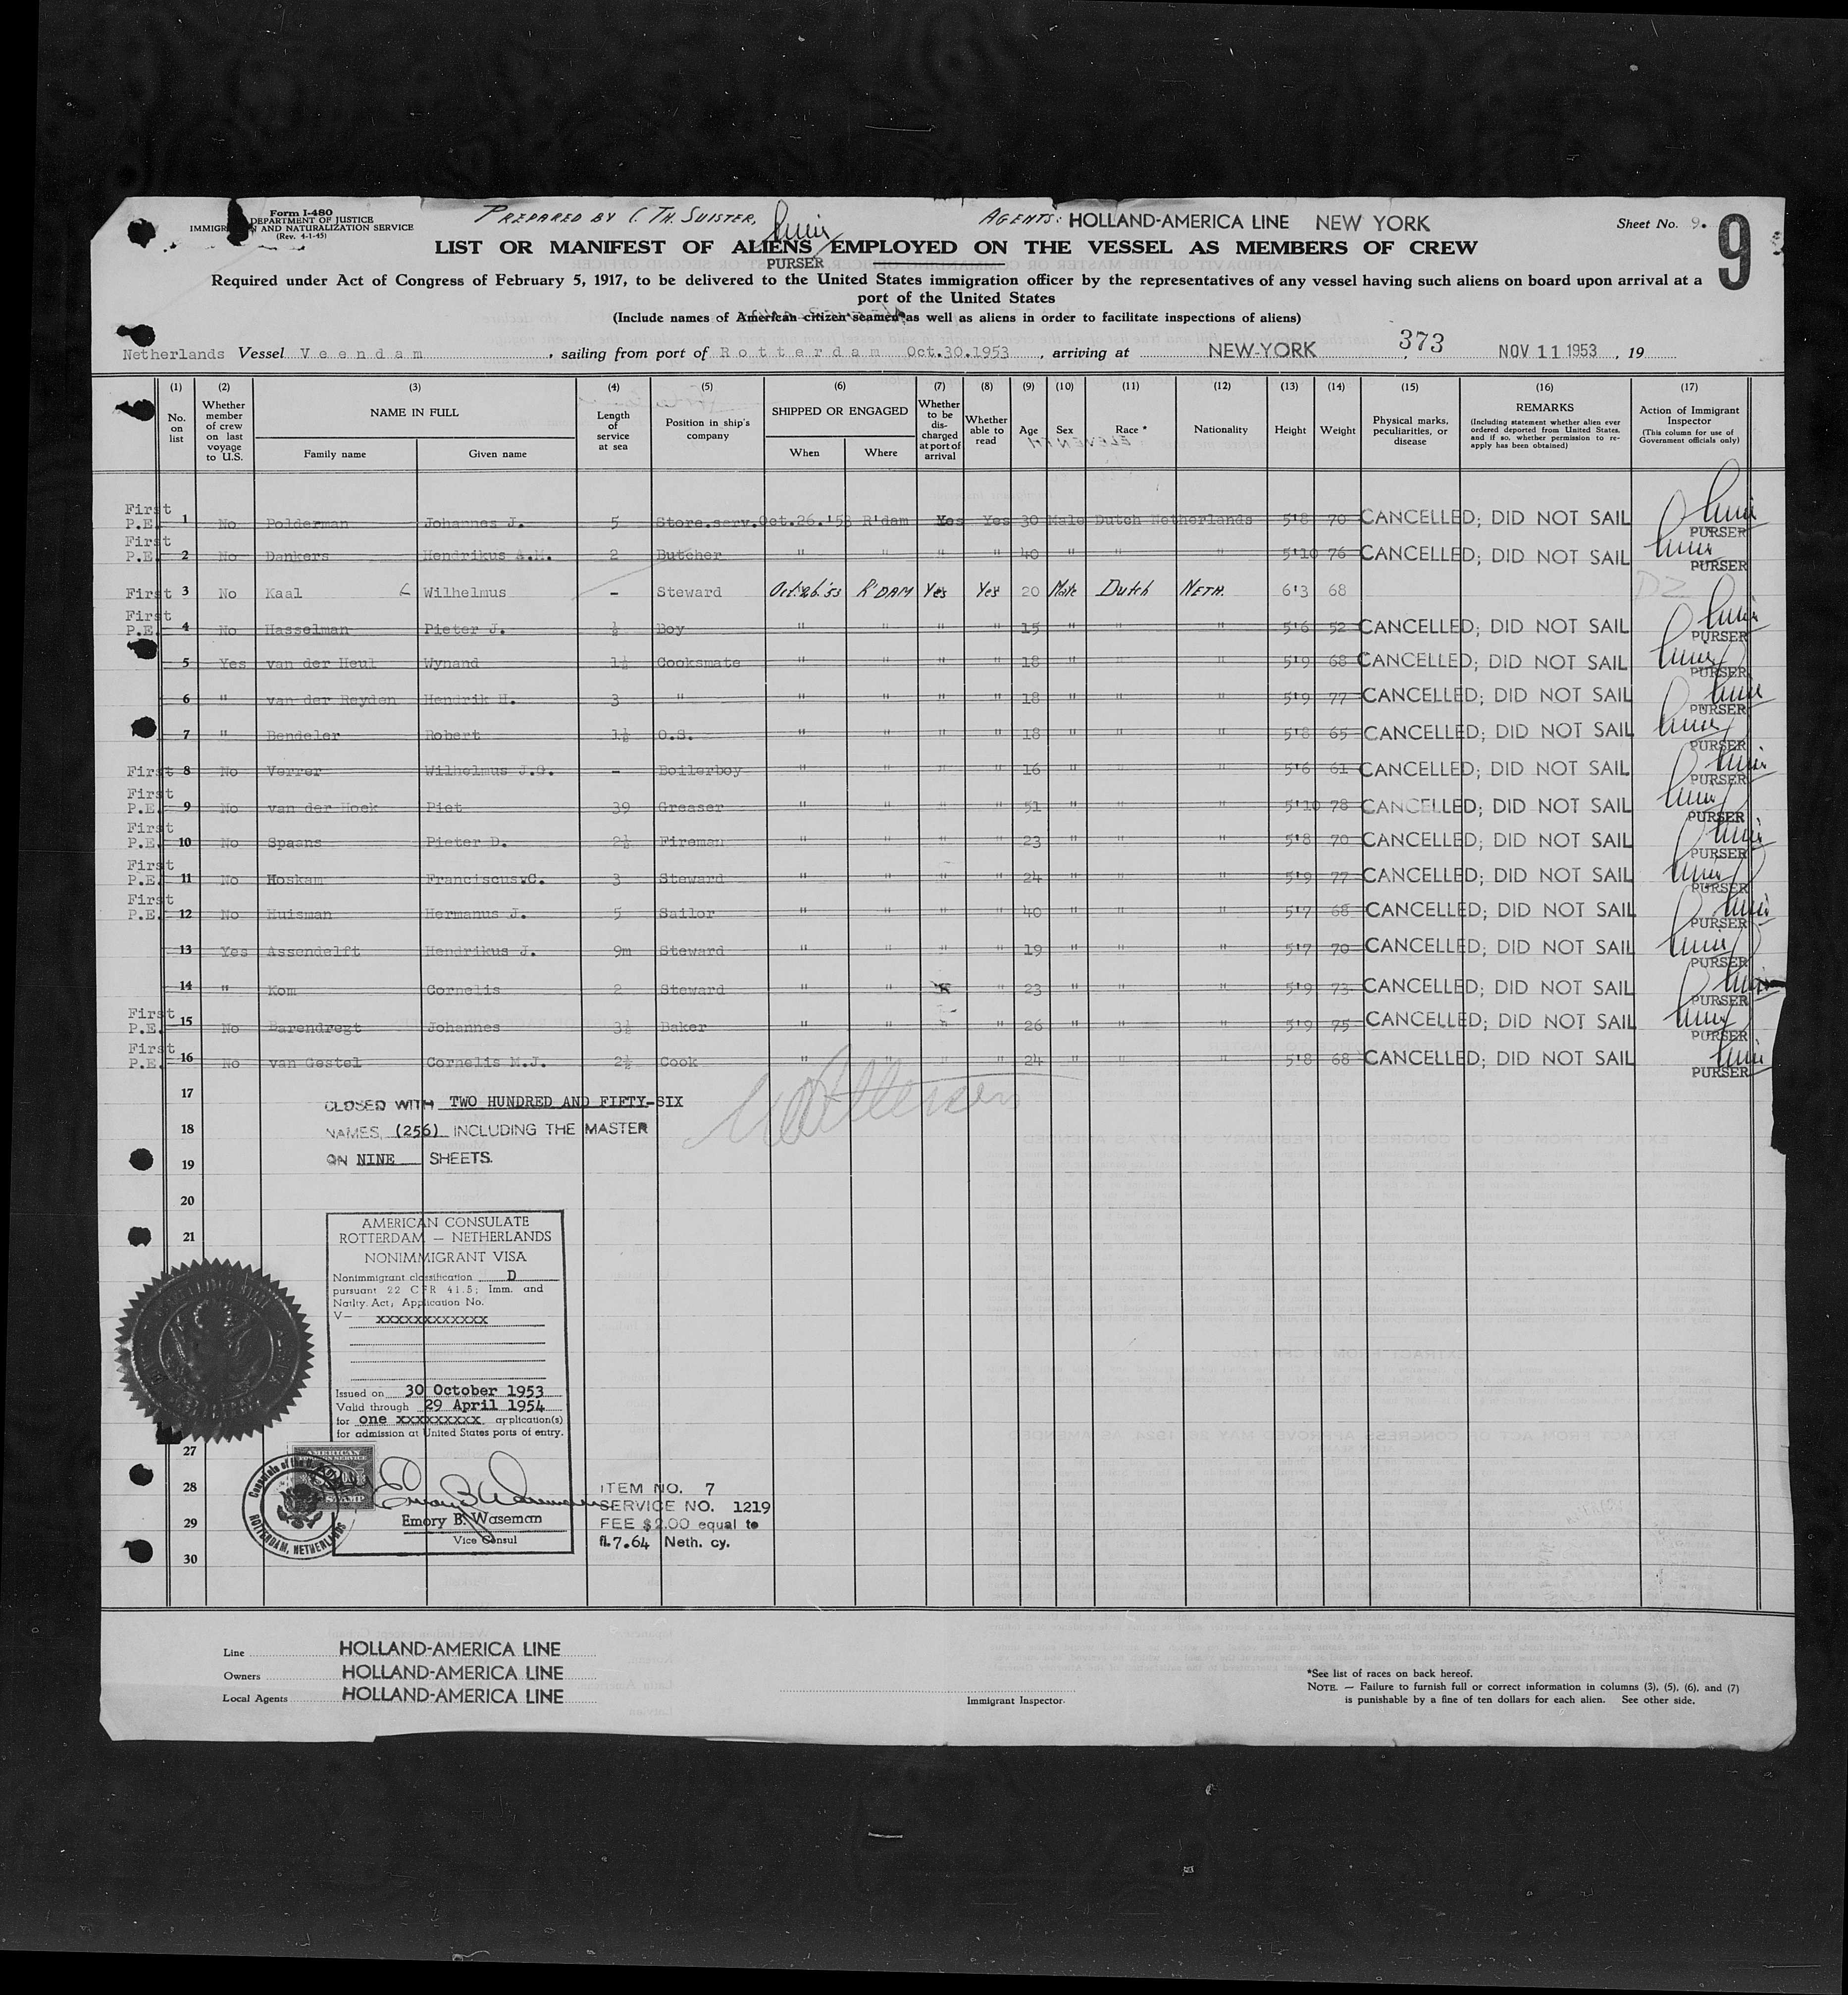 Form I-480
DEPARTMENT OF JUSTICE
IMMIGRATION AND NATURALIZATION SERVICE
(Rev. 4-1-45)
PREPARED BY C. TH. SUISTER,
PURSER
AGENTS: HOLLAND-AMERICA LINE NEW YORK
Sheet No. 9.
9
LIST OR MANIFEST OF ALIENS EMPLOYED ON THE VESSEL AS MEMBERS OF CREW
Required under Act of Congress of February 5, 1917, to be delivered to the United States immigration officer by the representatives of any vessel having such aliens on board upon arrival at a
port of the United States
(Include names of American citizen seamen as well as aliens in order to facilitate inspections of aliens)
Netherlands Vessel Veendam, sailing from port of Rotterdam Oct.30.1953, arriving at NEW-YORK 373 NOV 11 1953, 19
(1) (2) (3) (4) (5) (6) (7) (8) (9) (10) (11) (12) (13) (14) (15) (16) (17)
No. on list
Whether member of crew on last voyage to U.S.
NAME IN FULL
Family name Given name
Length of service at sea
Position in ship's company
SHIPPED OR ENGAGED
When Where
Whether to be discharged at port of arrival
Whether able to read
Age Sex Race * Nationality Height Weight
Physical marks, peculiarities, or disease
REMARKS
(Including statement whether alien ever ordered deported from United States, and if so, whether permission to re-apply has been obtained)
Action of Immigrant Inspector
(This column for use of Government officials only)
First P.E. 1 No Polderman Johannes J. 5 Store.serv. Oct.26.'53 R'dam Yes Yes 30 Male Dutch Netherlands 5'8 70 CANCELLED; DID NOT SAIL PURSER
First P.E. 2 No Dankers Hendrikus A.M. 2 Butcher " " " " 40 " " " 5'10 76 CANCELLED; DID NOT SAIL PURSER
First 3 No Kaal Wilhelmus - Steward Oct. 26.'53 R'DAM Yes Yes 20 Male Dutch NETH. 6'3 68 DZ
First P.E. 4 No Hasselman Pieter J. ½ Boy " " " " 15 " " " 5'6 52 CANCELLED; DID NOT SAIL PURSER
5 Yes van der Heul Wynand 1½ Cooksmate " " " " 18 " " " 5'9 68 CANCELLED; DID NOT SAIL PURSER
6 " van der Reyden Hendrik H. 3 " " " " " 18 " " " 5'9 77 CANCELLED; DID NOT SAIL PURSER
7 " Bendeler Robert 1½ O.S. " " " " 18 " " " 5'8 65 CANCELLED; DID NOT SAIL PURSER
First 8 No Verrer Wilhelmus J.G. - Boilerboy " " " " 16 " " " 5'6 61 CANCELLED; DID NOT SAIL PURSER
First P.E. 9 No van der Hoek Piet 39 Greaser " " " " 51 " " " 5'10 78 CANCELLED; DID NOT SAIL PURSER
First P.E. 10 No Spaans Pieter D. 2½ Fireman " " " " 23 " " " 5'8 70 CANCELLED; DID NOT SAIL PURSER
First P.E. 11 No Hoskam Franciscus.C. 3 Steward " " " " 24 " " " 5'9 77 CANCELLED; DID NOT SAIL PURSER
First P.E. 12 No Huisman Hermanus J. 5 Sailor " " " " 40 " " " 5'7 68 CANCELLED; DID NOT SAIL PURSER
13 Yes Assendelft Hendrikus J. 9m Steward " " " " 19 " " " 5'7 70 CANCELLED; DID NOT SAIL PURSER
14 " Kom Cornelis 2 Steward " " " 23 " " " 5'9 73 CANCELLED; DID NOT SAIL PURSER
First P.E. 15 No Barendregt Johannes 3½ Baker " " " " 26 " " " 5'9 75 CANCELLED; DID NOT SAIL PURSER
First P.E. 16 No van Gestel Cornelis M.J. 2½ Cook " " " " 24 " " " 5'8 68 CANCELLED; DID NOT SAIL PURSER
17
CLOSED WITH TWO HUNDRED AND FIFTY-SIX
18
NAMES, (256) INCLUDING THE MASTER
19
ON NINE SHEETS.
20
21
AMERICAN CONSULATE
ROTTERDAM — NETHERLANDS
NONIMMIGRANT VISA
Nonimmigrant classification D
pursuant 22 CFR 41.5; Imm. and
Natlty. Act; Application No.
V— xxxxxxxxxxxxx
Issued on 30 October 1953
Valid through 29 April 1954
for one xxxxxxxxx application(s)
for admission at United States ports of entry.
27
28
29
30
AMERICAN
FOREIGN SERVICE
STAMP
ROTTERDAM, NETHERLANDS
Emory B. Waseman
Emory B. Waseman
Vice Consul
ITEM NO. 7
SERVICE NO. 1219
FEE $2.00 equal to
fl.7.64 Neth. cy.
Line HOLLAND-AMERICA LINE
Owners HOLLAND-AMERICA LINE
Local Agents HOLLAND-AMERICA LINE
Immigrant Inspector.
*See list of races on back hereof.
NOTE. — Failure to furnish full or correct information in columns (3), (5), (6), and (7)
is punishable by a fine of ten dollars for each alien. See other side.